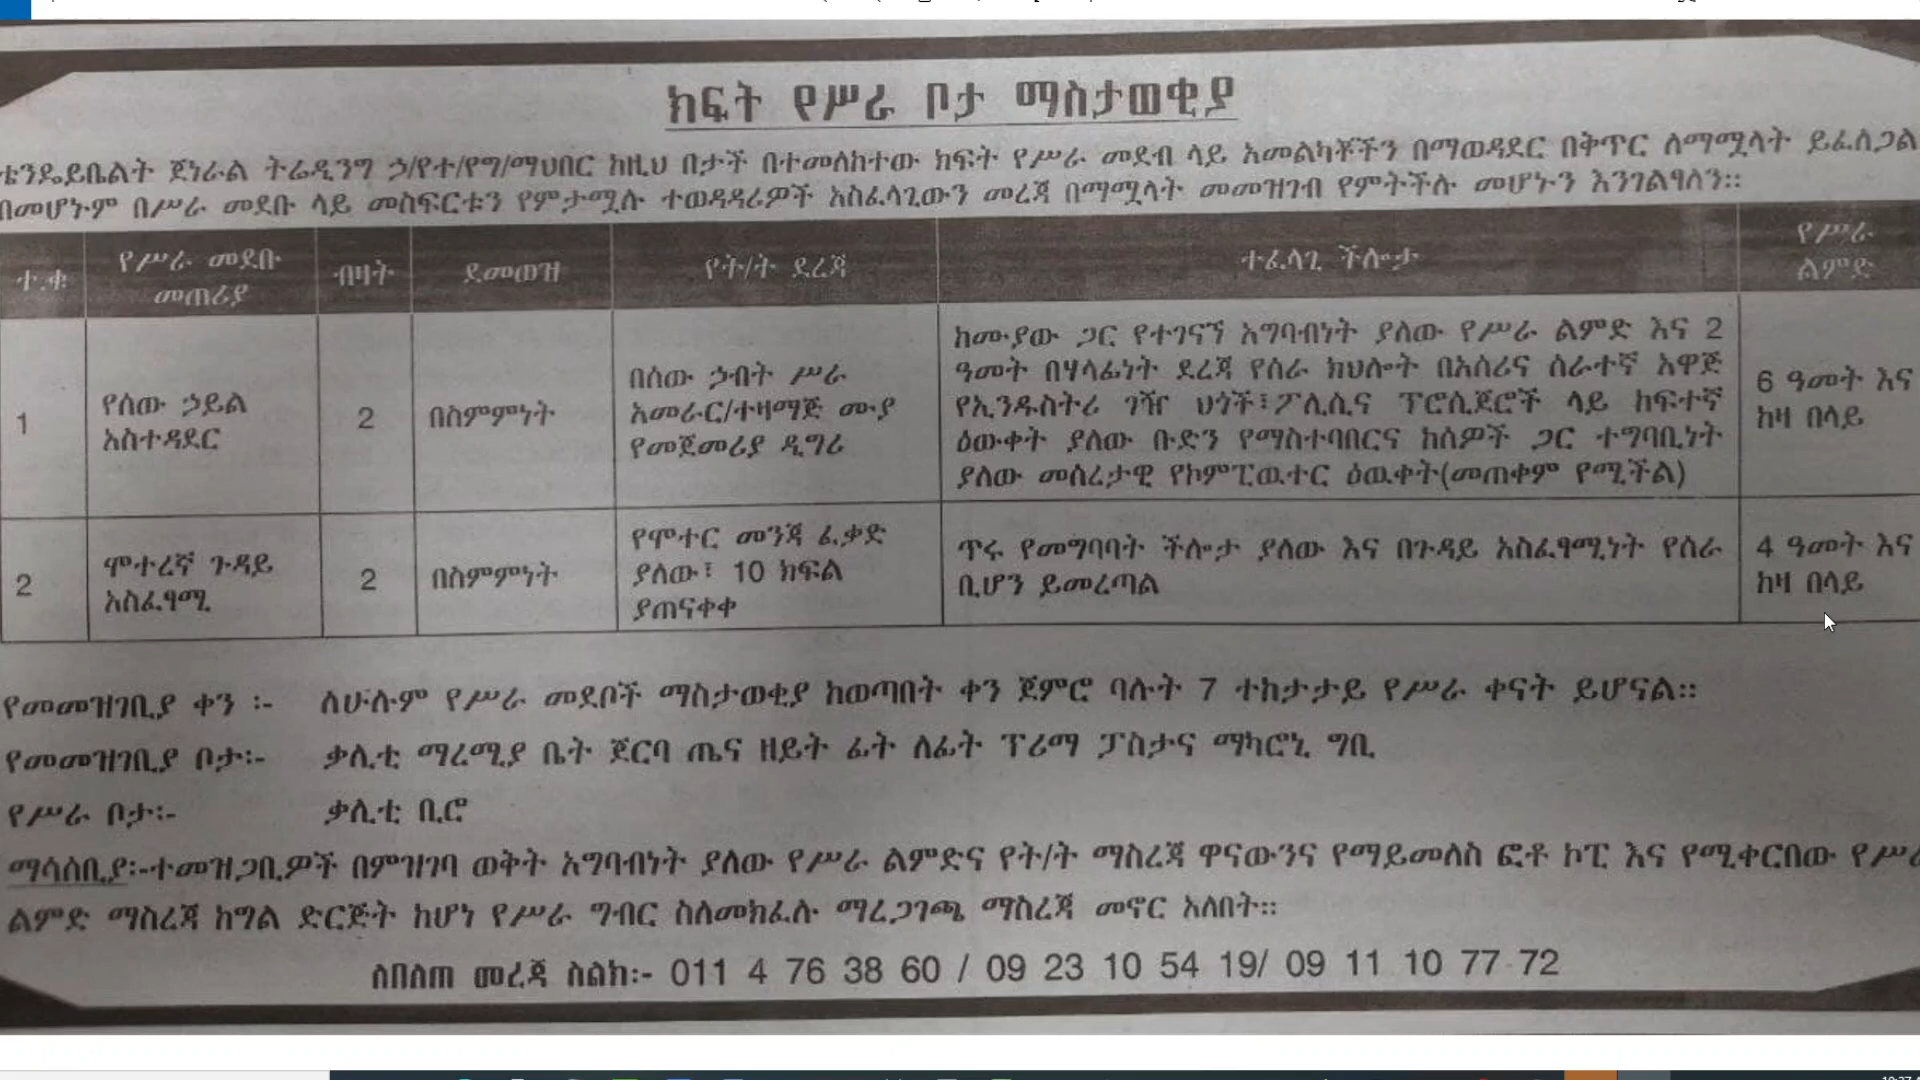 ክፍት የሥራ ቦታ ማስታወቂያ
ቴንዴይቤልት ጀነራል ትሬዲንግ ኃ/የተ/የግ/ማህበር ከዚህ በታች በተመለከተው ክፍት የሥራ መደብ ላይ አመልካቾችን በማወዳደር በቅጥር ለማሟላት ይፈልጋል
በመሆኑም በሥራ መደቡ ላይ መስፍርቱን የምታሟሉ ተወዳዳሪዎች አስፈላጊውን መረጃ በማሟላት መመዝገብ የምትችሉ መሆኑን እንገልፃለን፡፡
ተ.ቁ
የሥራ መደቡ
መጠሪያ
ብዛት
ደመወዝ
የት/ት ደረጃ
ተፈላጊ ችሎታ
የሥራ
ልምድ
1
የሰው ኃይል
አስተዳደር
2
በስምምነት
በሰው ኃብት ሥራ
አመራር/ተዛማጅ ሙያ
የመጀመሪያ ዲግሪ
ከሙያው ጋር የተገናኘ አግባብነት ያለው የሥራ ልምድ እና 2
ዓመት በሃላፊነት ደረጃ የሰራ ክህሎት በአሰሪና ሰራተኛ አዋጅ
የኢንዱስትሪ ገዥ ህጎች፣ፖሊሲና ፕሮሲጀሮች ላይ ከፍተኛ
ዕውቀት ያለው ቡድን የማስተባበርና ከሰዎች ጋር ተግባቢነት
ያለው መሰረታዊ የኮምፒዉተር ዕዉቀት(መጠቀም የሚችል)
6 ዓመት እና
ከዛ በላይ
2
ሞተረኛ ጉዳይ
አስፈፃሚ
2
በስምምነት
የሞተር መንጃ ፈቃድ
ያለው፣ 10 ክፍል
ያጠናቀቀ
ጥሩ የመግባባት ችሎታ ያለው እና በጉዳይ አስፈፃሚነት የሰራ
ቢሆን ይመረጣል
4 ዓመት እና
ከዛ በላይ
የመመዝገቢያ ቀን ፡- ለሁሉም የሥራ መደቦች ማስታወቂያ ከወጣበት ቀን ጀምሮ ባሉት 7 ተከታታይ የሥራ ቀናት ይሆናል፡፡
የመመዝገቢያ ቦታ፡- ቃሊቲ ማረሚያ ቤት ጀርባ ጤና ዘይት ፊት ለፊት ፕሪማ ፓስታና ማካሮኒ ግቢ
የሥራ ቦታ፡- ቃሊቲ ቢሮ
ማሳሰቢያ፡-ተመዝጋቢዎች በምዝገባ ወቅት አግባብነት ያለው የሥራ ልምድና የት/ት ማስረጃ ዋናውንና የማይመለስ ፎቶ ኮፒ እና የሚቀርበው የሥራ
ልምድ ማስረጃ ከግል ድርጅት ከሆነ የሥራ ግብር ስለመክፈሉ ማረጋገጫ ማስረጃ መኖር አለበት፡፡
ለበለጠ መረጃ ስልክ፡- 011 4 76 38 60 / 09 23 10 54 19/ 09 11 10 77 72